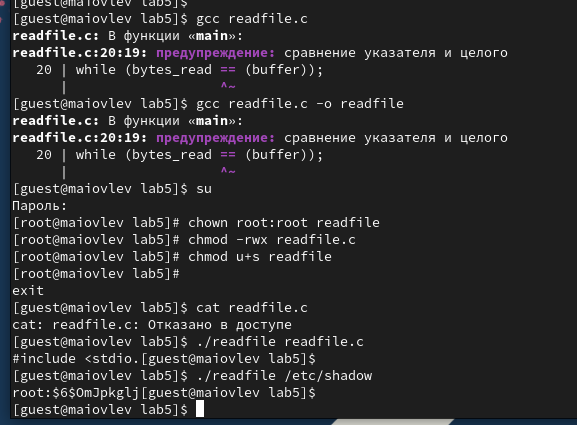 [guest@maiovlev lab5]$
[guest@maiovlev lab5]$ gcc readfile.c
readfile.c: В функции «main»:
readfile.c:20:19: предупреждение: сравнение указателя и целого
20 | while (bytes_read == (buffer));
| ^~
[guest@maiovlev lab5]$ gcc readfile.c -o readfile
readfile.c: В функции «main»:
readfile.c:20:19: предупреждение: сравнение указателя и целого
20 | while (bytes_read == (buffer));
| ^~
[guest@maiovlev lab5]$ su
Пароль:
[root@maiovlev lab5]# chown root:root readfile
[root@maiovlev lab5]# chmod -rwx readfile.c
[root@maiovlev lab5]# chmod u+s readfile
[root@maiovlev lab5]#
exit
[guest@maiovlev lab5]$ cat readfile.c
cat: readfile.c: Отказано в доступе
[guest@maiovlev lab5]$ ./readfile readfile.c
#include <stdio.[guest@maiovlev lab5]$
[guest@maiovlev lab5]$ ./readfile /etc/shadow
root:$6$OmJpkglj[guest@maiovlev lab5]$
[guest@maiovlev lab5]$